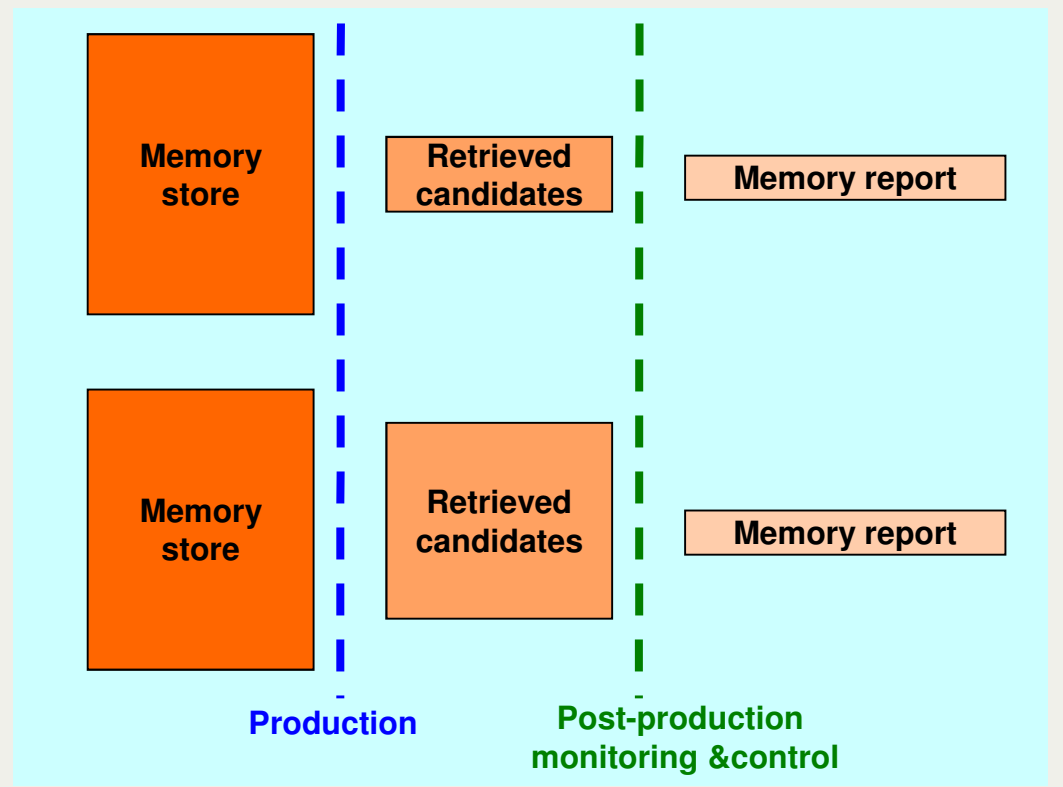 Memory
store
Retrieved
candidates
Memory report
Memory
store
Retrieved
candidates
Memory report
Production
Post-production
monitoring &control